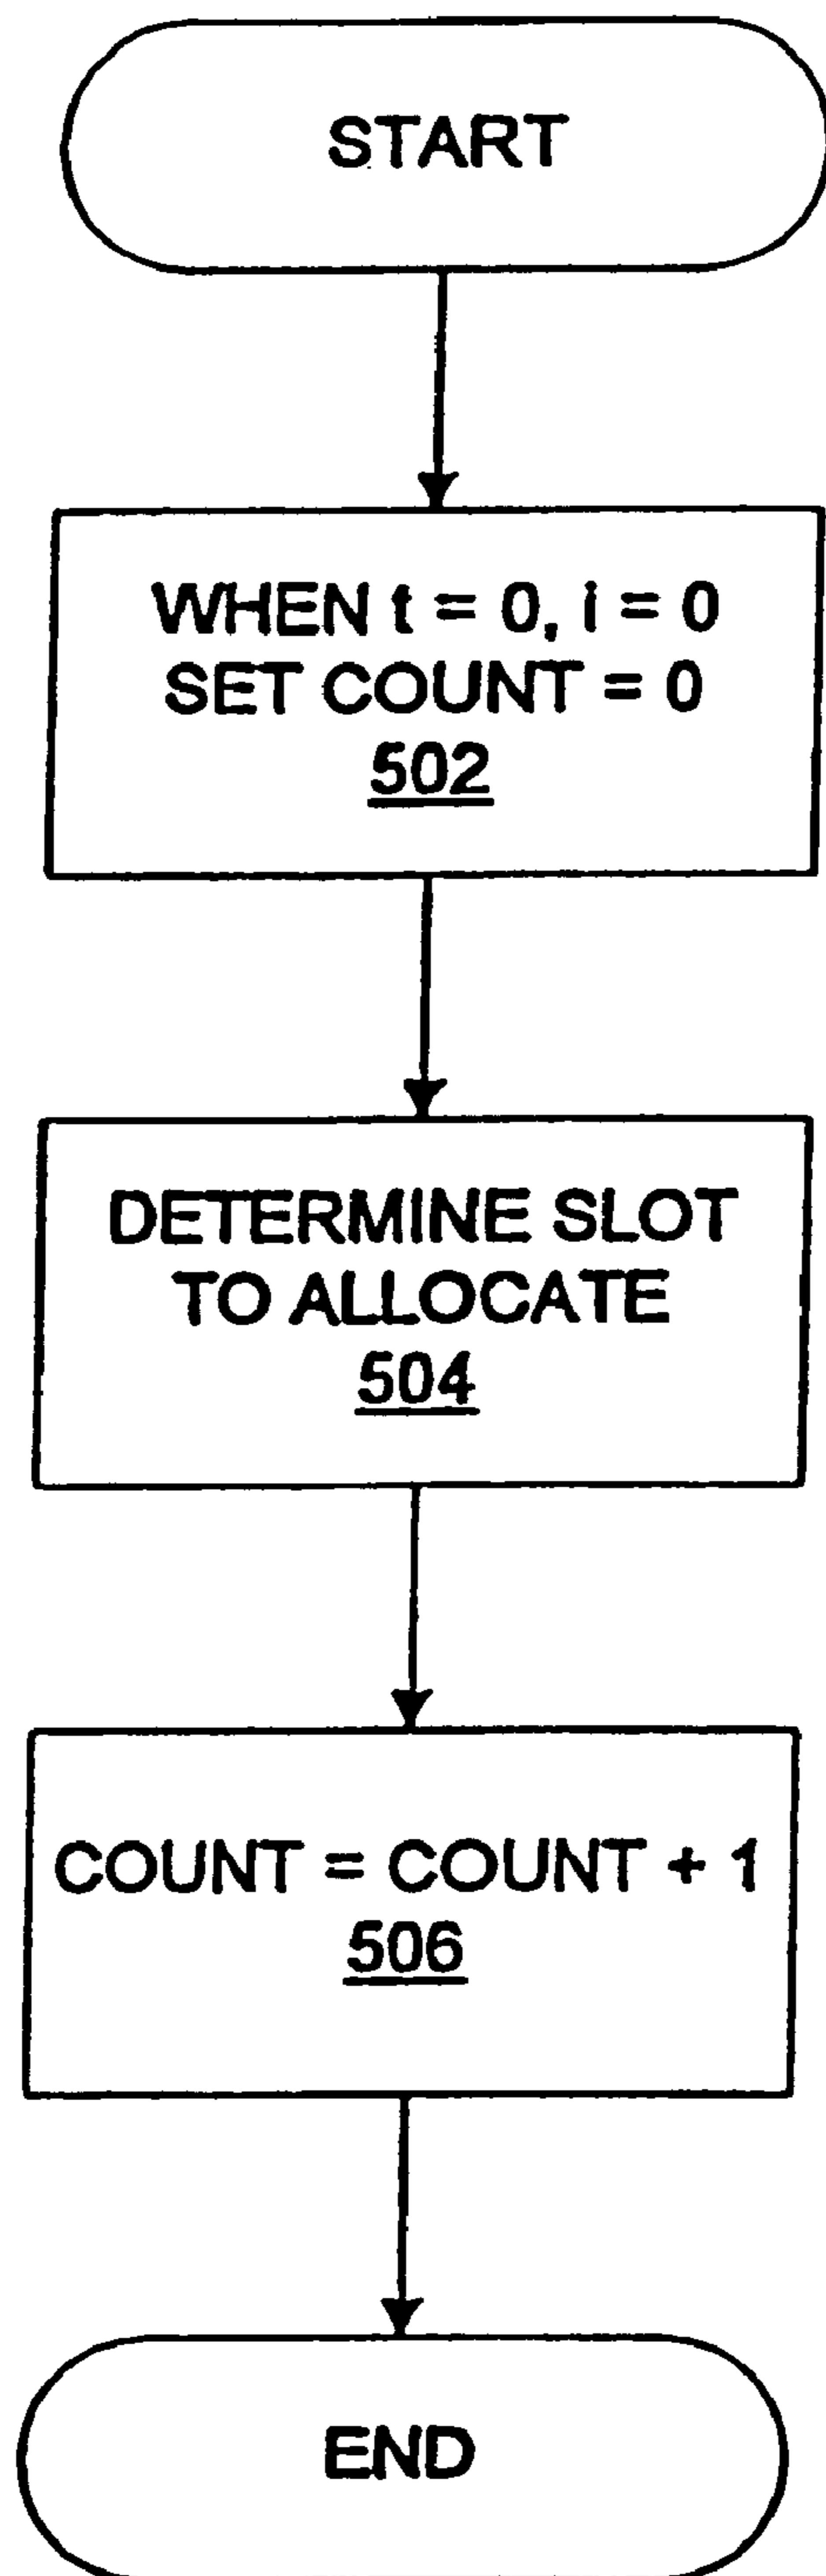 START
WHEN t = 0, i = 0
SET COUNT = 0
502
DETERMINE SLOT
TO ALLOCATE
504
COUNT = COUNT + 1
506
END